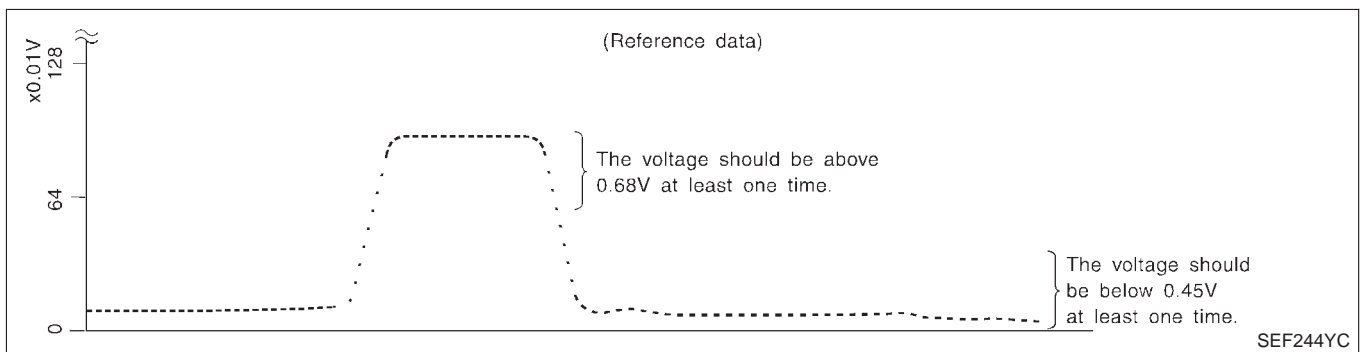 (Reference data)
x0.01V
128
64
0
The voltage should be above
0.68V at least one time.
The voltage should
be below 0.45V
at least one time.
SEF244YC